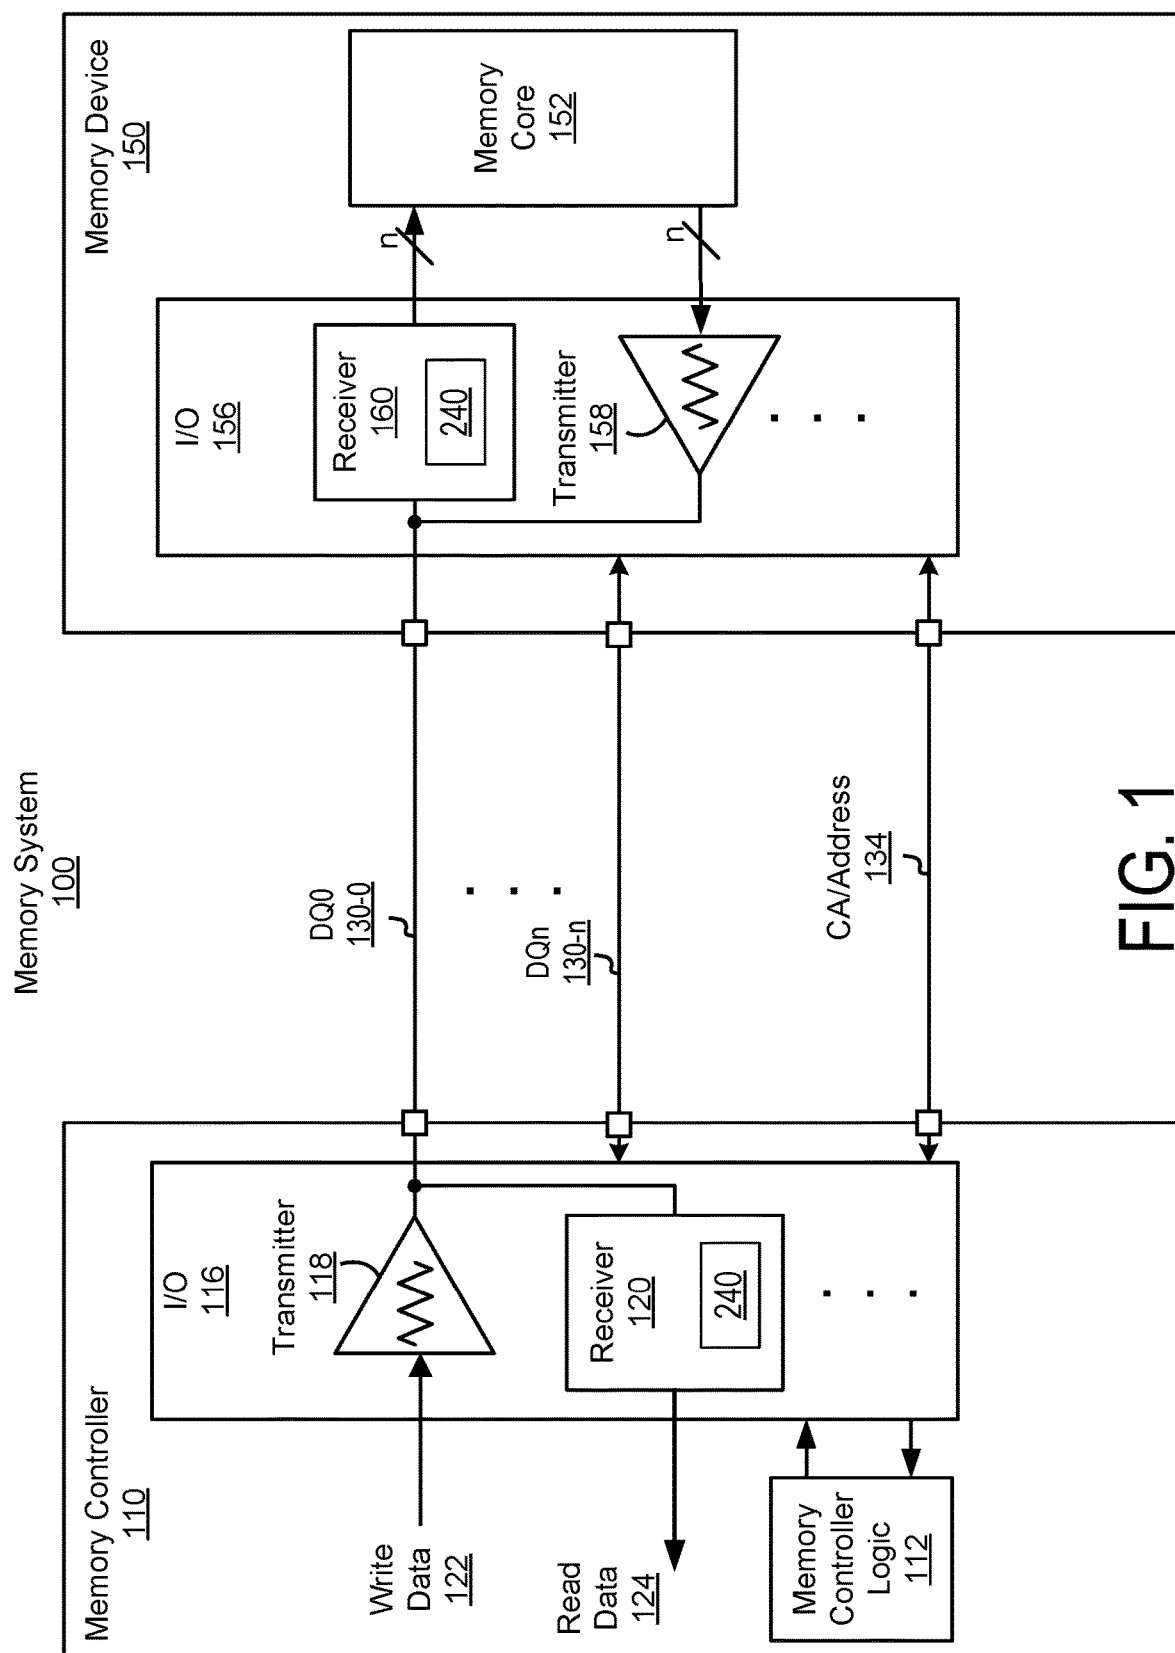 Memory System
100
Memory Controller
110
I/O
116
Transmitter
118
Write
Data
122
Receiver
120
240
Read
Data
124
Memory
Controller
Logic
112
DQ0
130-0
DQn
130-n
CA/Address
134
Memory Device
150
I/O
156
Receiver
160
240
Transmitter
158
n
n
Memory
Core
152
FIG. 1